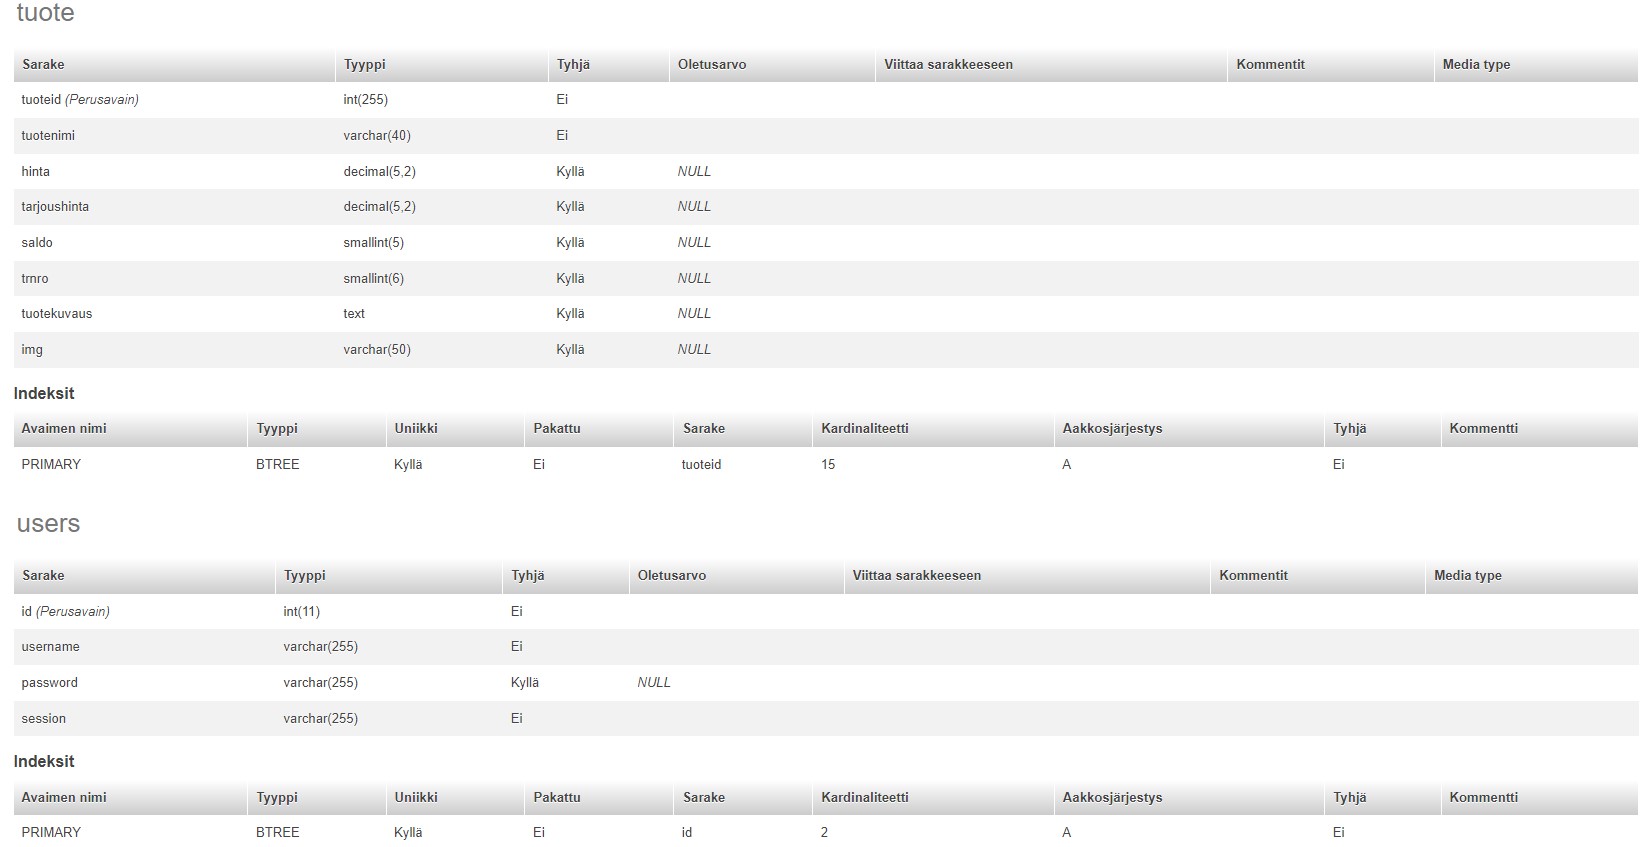 tuote
Sarake Tyyppi Tyhjä Oletusarvo Viittaa sarakkeeseen Kommentit Media type
tuoteid (Perusavain) int(255) Ei
tuotenimi varchar(40) Ei
hinta decimal(5,2) Kyllä NULL
tarjoushinta decimal(5,2) Kyllä NULL
saldo smallint(5) Kyllä NULL
trnro smallint(6) Kyllä NULL
tuotekuvaus text Kyllä NULL
img varchar(50) Kyllä NULL
Indeksit
Avaimen nimi Tyyppi Uniikki Pakattu Sarake Kardinaliteetti Aakkosjärjestys Tyhjä Kommentti
PRIMARY BTREE Kyllä Ei tuoteid 15 A Ei
users
Sarake Tyyppi Tyhjä Oletusarvo Viittaa sarakkeeseen Kommentit Media type
id (Perusavain) int(11) Ei
username varchar(255) Ei
password varchar(255) Kyllä NULL
session varchar(255) Ei
Indeksit
Avaimen nimi Tyyppi Uniikki Pakattu Sarake Kardinaliteetti Aakkosjärjestys Tyhjä Kommentti
PRIMARY BTREE Kyllä Ei id 2 A Ei